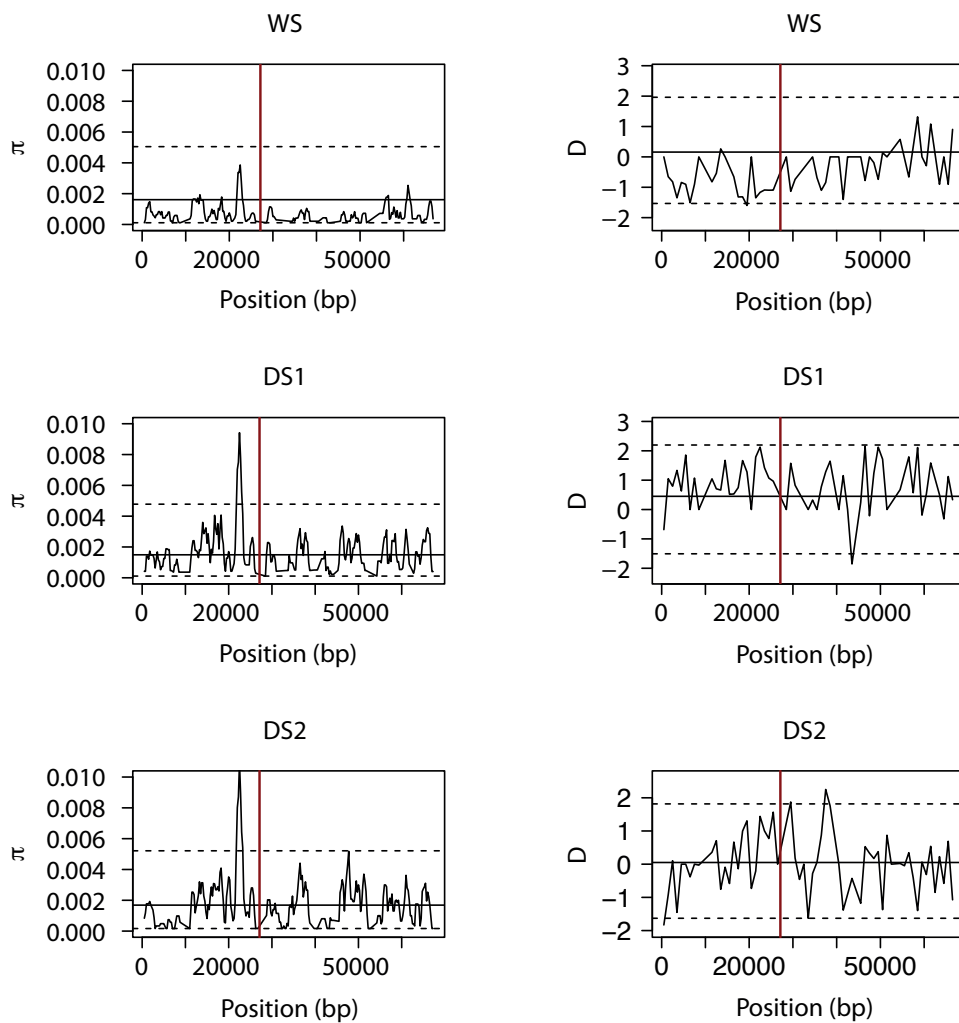 WS
WS
π
0.010
0.008
0.006
0.004
0.002
0.000
0 20000 50000
Position (bp)
D
3
2
1
0
−1
−2
0 20000 50000
Position (bp)
DS1
DS1
π
0.010
0.008
0.006
0.004
0.002
0.000
0 20000 50000
Position (bp)
D
3
2
1
0
−1
−2
0 20000 50000
Position (bp)
DS2
DS2
π
0.010
0.008
0.006
0.004
0.002
0.000
0 20000 50000
Position (bp)
D
2
1
0
−1
−2
0 20000 50000
Position (bp)